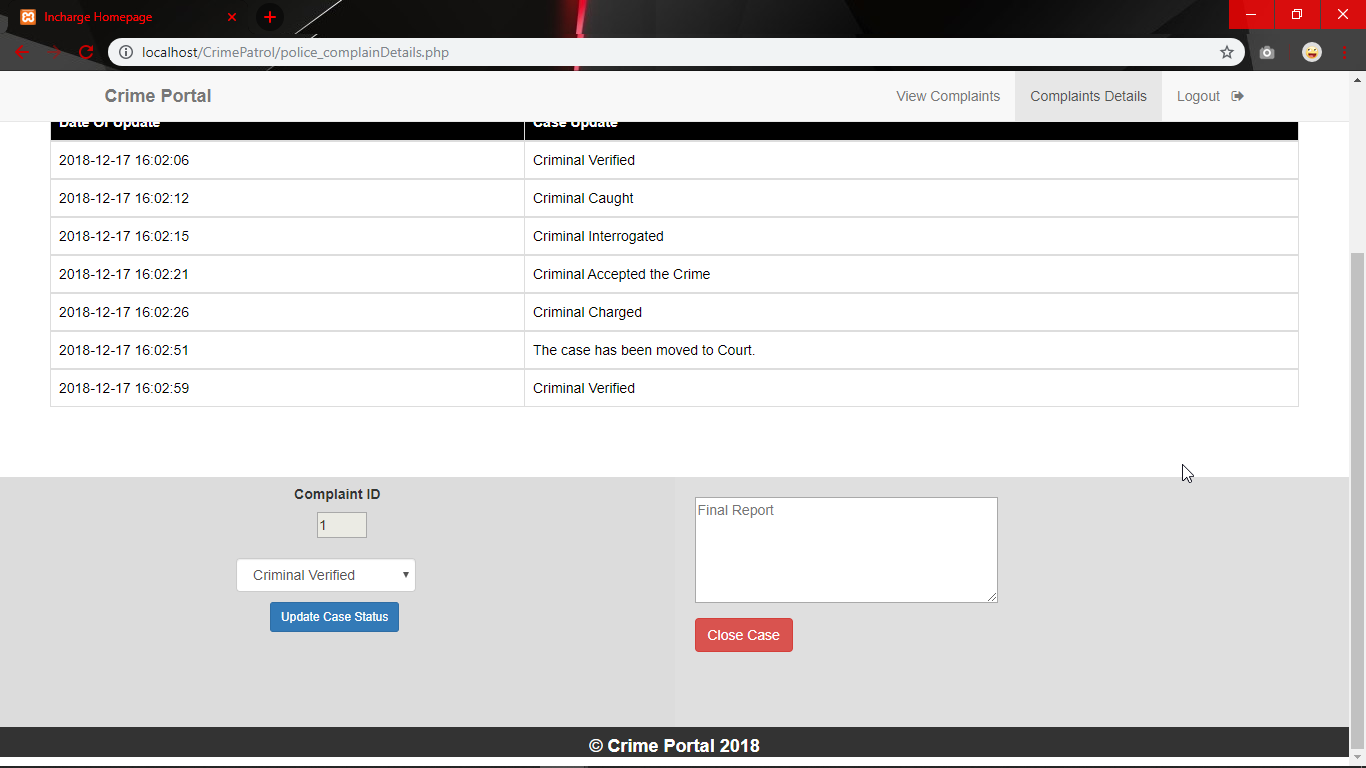 Incharge Homepage
localhost/CrimePatrol/police_complainDetails.php
Crime Portal
View Complaints
Complaints Details
Logout
Date Of Update
Case Update
2018-12-17 16:02:06
Criminal Verified
2018-12-17 16:02:12
Criminal Caught
2018-12-17 16:02:15
Criminal Interrogated
2018-12-17 16:02:21
Criminal Accepted the Crime
2018-12-17 16:02:26
Criminal Charged
2018-12-17 16:02:51
The case has been moved to Court.
2018-12-17 16:02:59
Criminal Verified
Complaint ID
1
Criminal Verified
Update Case Status
Final Report
Close Case
© Crime Portal 2018